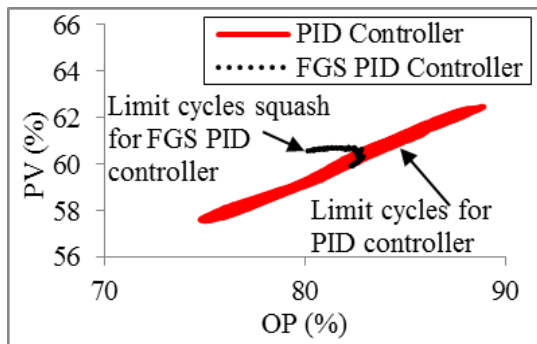 66
64
62
60
58
56
PV (%)
PID Controller
FGS PID Controller
Limit cycles squash
for FGS PID
controller
Limit cycles for
PID controller
70
80
90
OP (%)